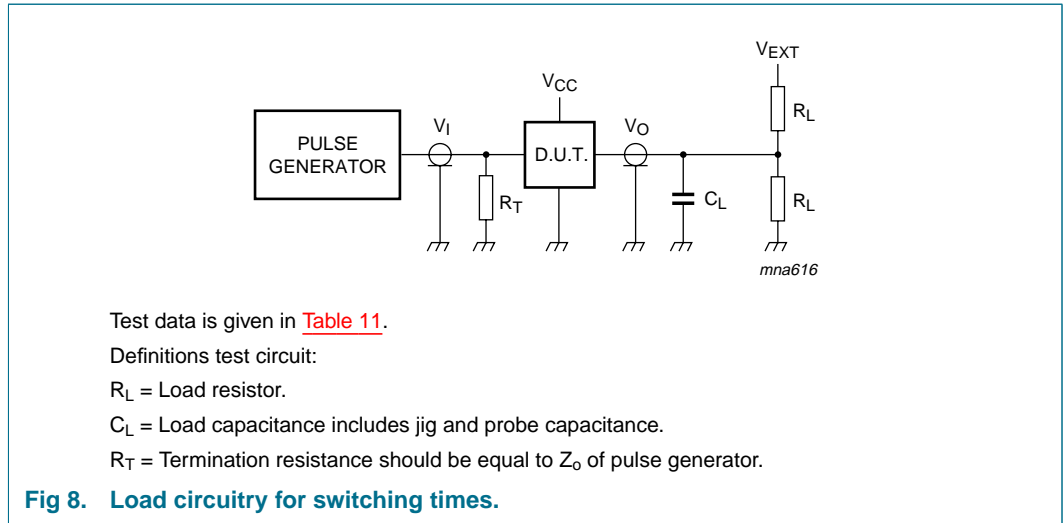 VEXT
VCC
RL
VI
VO
PULSE
GENERATOR
D.U.T.
RT
CL
RL
mna616
Test data is given in Table 11.
Definitions test circuit:
RL = Load resistor.
CL = Load capacitance includes jig and probe capacitance.
RT = Termination resistance should be equal to Zo of pulse generator.
Fig 8. Load circuitry for switching times.